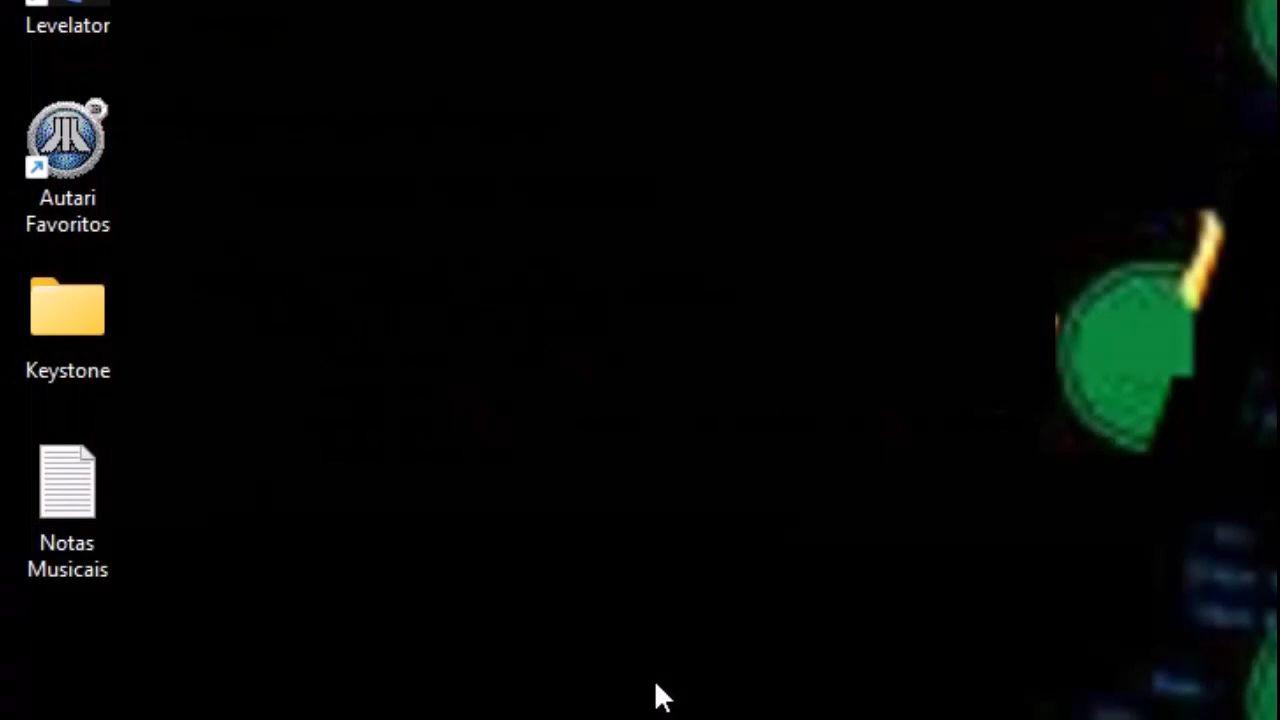 Levelator
Autari
Favoritos
Keystone
Notas
Musicais